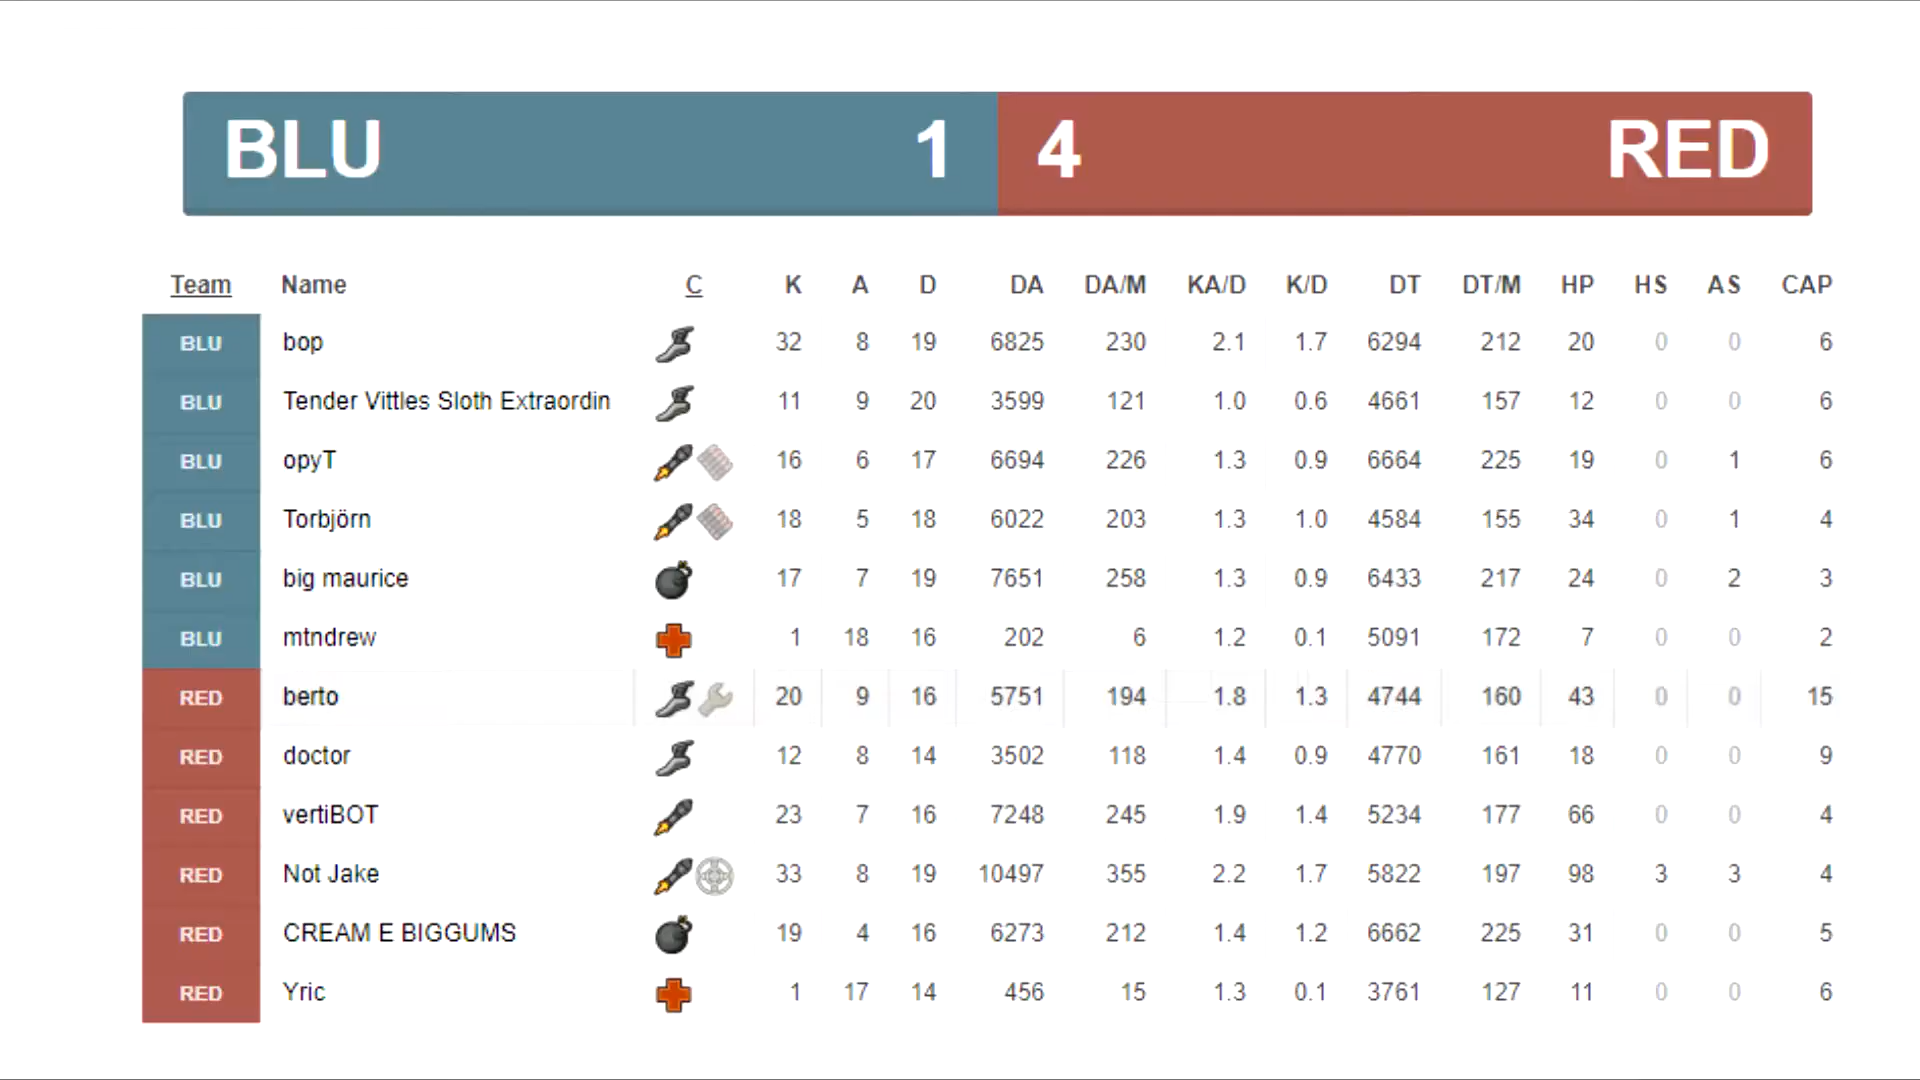 BLU 1 4 RED
Team Name C K A D DA DA/M KA/D K/D DT DT/M HP HS AS CAP
BLU bop 32 8 19 6825 230 2.1 1.7 6294 212 20 0 0 6
BLU Tender Vittles Sloth Extraordin 11 9 20 3599 121 1.0 0.6 4661 157 12 0 0 6
BLU opyT 16 6 17 6694 226 1.3 0.9 6664 225 19 0 1 6
BLU Torbjörn 18 5 18 6022 203 1.3 1.0 4584 155 34 0 1 4
BLU big maurice 17 7 19 7651 258 1.3 0.9 6433 217 24 0 2 3
BLU mtndrew 1 18 16 202 6 1.2 0.1 5091 172 7 0 0 2
RED berto 20 9 16 5751 194 1.8 1.3 4744 160 43 0 0 15
RED doctor 12 8 14 3502 118 1.4 0.9 4770 161 18 0 0 9
RED vertiBOT 23 7 16 7248 245 1.9 1.4 5234 177 66 0 0 4
RED Not Jake 33 8 19 10497 355 2.2 1.7 5822 197 98 3 3 4
RED CREAM E BIGGUMS 19 4 16 6273 212 1.4 1.2 6662 225 31 0 0 5
RED Yric 1 17 14 456 15 1.3 0.1 3761 127 11 0 0 6